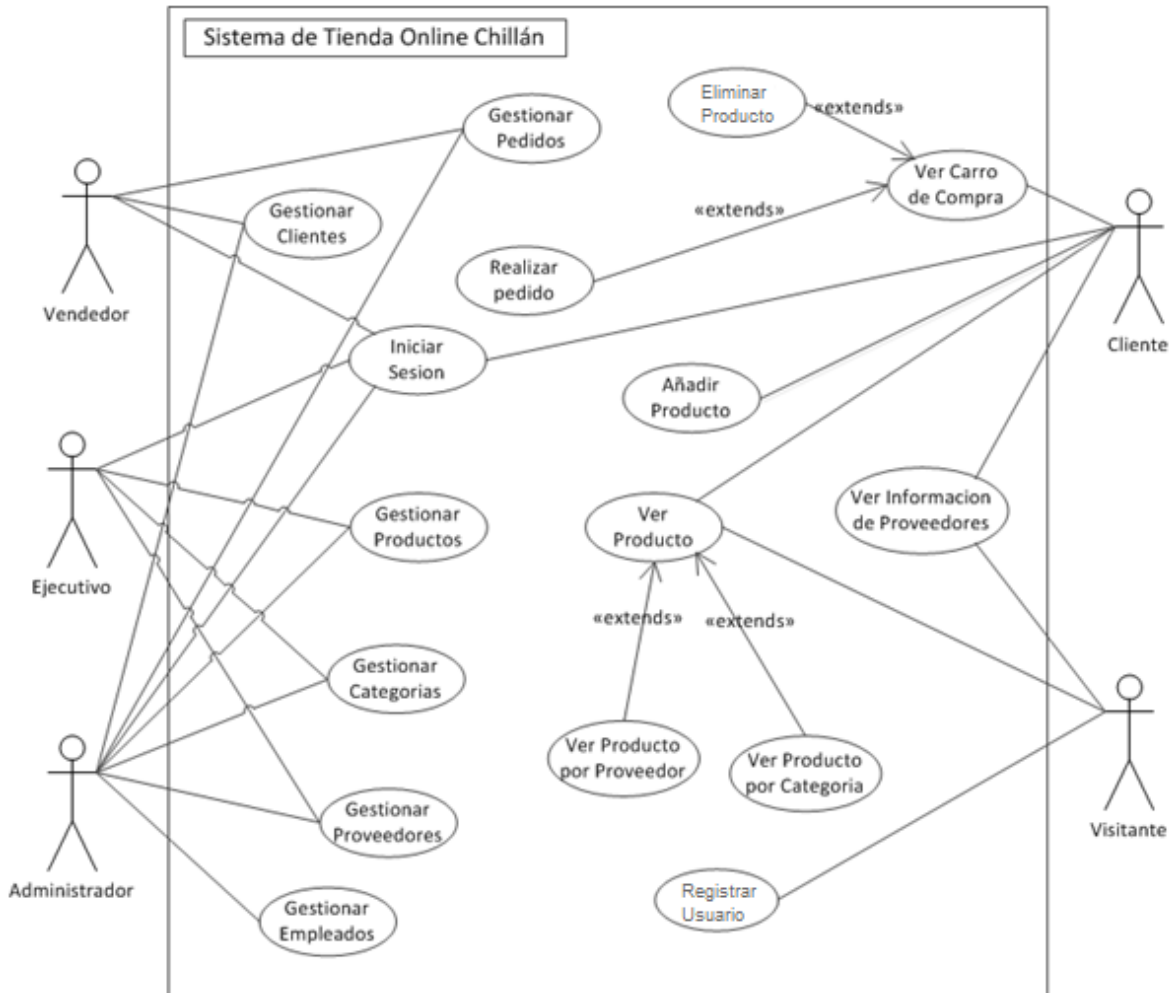 Sistema de Tienda Online Chillán
Eliminar
Producto
«extends»
Gestionar
Pedidos
Ver Carro
de Compra
«extends»
Gestionar
Clientes
Realizar
pedido
Vendedor
Cliente
Iniciar
Sesion
Añadir
Producto
Gestionar
Productos
Ver
Producto
Ver Informacion
de Proveedores
Ejecutivo
«extends»
«extends»
Gestionar
Categorias
Ver Producto
por Proveedor
Ver Producto
por Categoria
Gestionar
Proveedores
Visitante
Administrador
Registrar
Usuario
Gestionar
Empleados